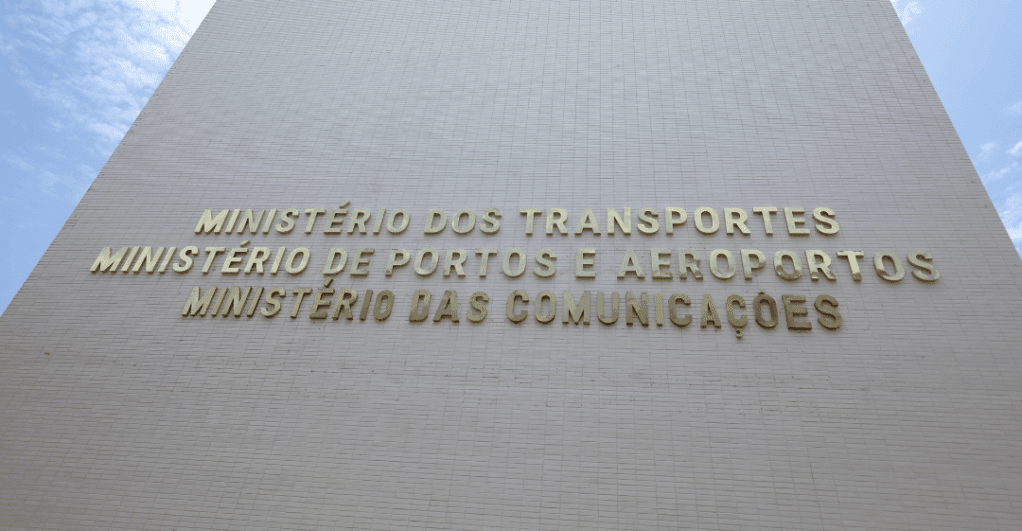 MINISTÉRIO DOS TRANSPORTES
MINISTÉRIO DE PORTOS E AEROPORTOS
MINISTÉRIO DAS COMUNICAÇÕES